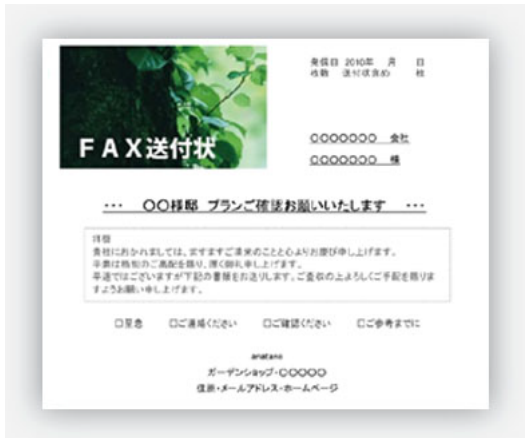 FAX送付状
発信日 2010年 月 日
枚数 送付状含め 枚
○○○○○○○ 会社
○○○○○○○ 様
・・・ ○○様邸 プランご確認お願いいたします ・・・
拝啓
貴社におかれましては、ますますご清栄のことと心よりお慶び申し上げます。
平素は格別のご高配を賜り、厚く御礼申し上げます。
早速ではございますが下記の書類をお送りします。ご査収の上よろしくご手配を賜りま
すようお願い申し上げます。
□至急 □ご連絡ください □ご確認ください □ご参考までに
anatano
ガーデンショップ・○○○○○
住所・メールアドレス・ホームページ